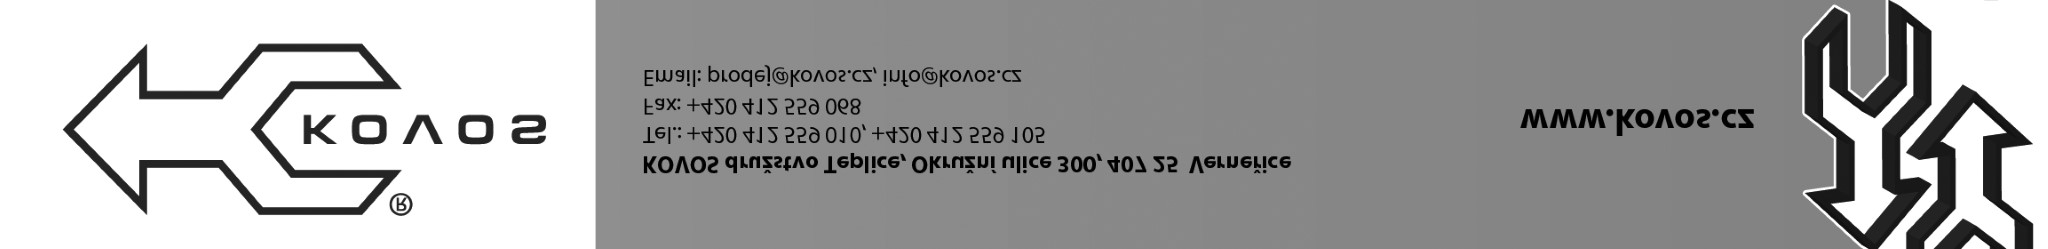 KOVOS
®
KOVOS družstvo Teplice, Okružní ulice 300, 407 25 Verneřice
Tel.: +420 412 559 010, +420 412 559 105
Fax: +420 412 559 068
Email: prodej@kovos.cz, info@kovos.cz
www.kovos.cz